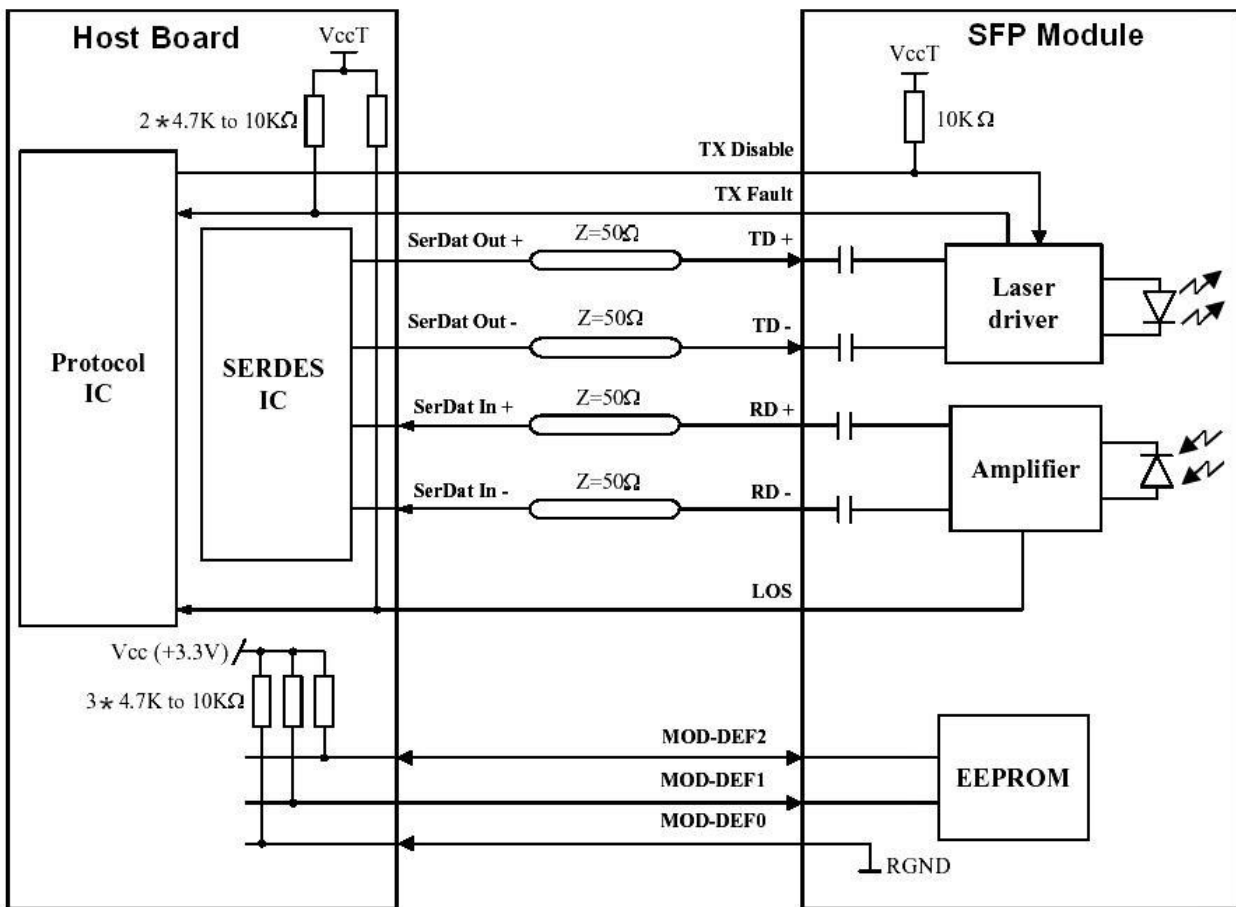 Host Board
VccT
2*4.7K to 10KΩ
SFP Module
VccT
10KΩ
TX Disable
TX Fault
SerDat Out +
Z=50Ω
TD +
SerDat Out -
Z=50Ω
TD -
SerDat In +
Z=50Ω
RD +
SerDat In -
Z=50Ω
RD -
Protocol
IC
SERDES
IC
Laser
driver
Amplifier
LOS
Vcc (+3.3V)
3*4.7K to 10KΩ
MOD-DEF2
MOD-DEF1
MOD-DEF0
EEPROM
RGND